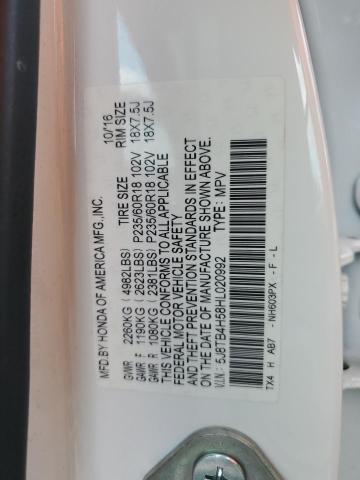 MFD.BY HONDA OF AMERICA MFG.,INC. 10/16
TIRE SIZE RIM SIZE
GVWR 2260KG (4982LBS)
GAWR F 1190KG (2623LBS) P235/60R18 102V 18X7.5J
GAWR R 1080KG (2381LBS) P235/60R18 102V 18X7.5J
THIS VEHICLE CONFORMS TO ALL APPLICABLE
FEDERAL MOTOR VEHICLE SAFETY
AND THEFT PREVENTION STANDARDS IN EFFECT
ON THE DATE OF MANUFACTURE SHOWN ABOVE.
5J8TB4H58HL020992 TYPE: MPV
TX4 H AB7 - NH603PX - F - L